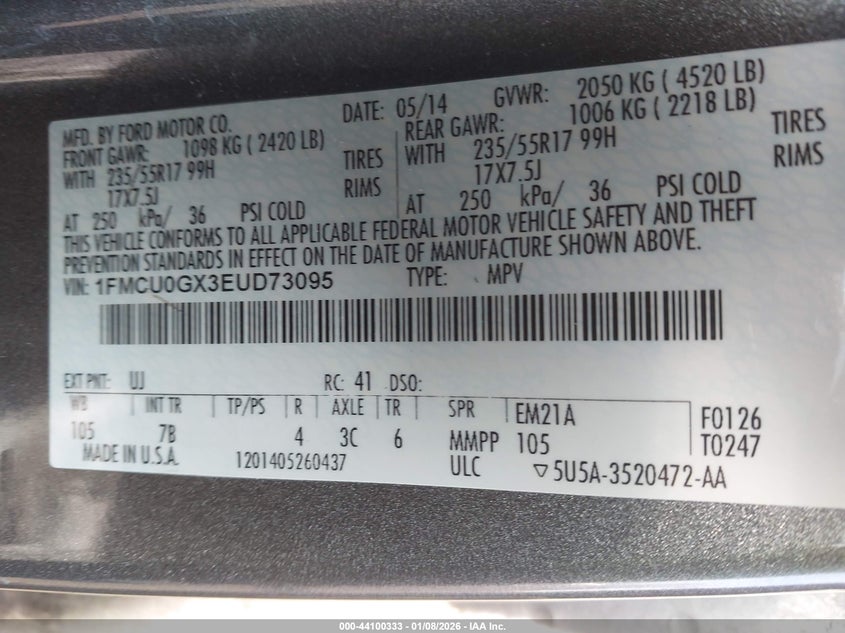 MFD. BY FORD MOTOR CO.
DATE: 05/14 GVWR: 2050 KG ( 4520 LB)
FRONT GAWR: 1098 KG ( 2420 LB)
REAR GAWR: 1006 KG ( 2218 LB)
WITH 235/55R17 99H TIRES
WITH 235/55R17 99H TIRES
17X7.5J RIMS
17X7.5J RIMS
AT 250 kPa/ 36 PSI COLD
AT 250 kPa/ 36 PSI COLD
THIS VEHICLE CONFORMS TO ALL APPLICABLE FEDERAL MOTOR VEHICLE SAFETY AND THEFT
PREVENTION STANDARDS IN EFFECT ON THE DATE OF MANUFACTURE SHOWN ABOVE.
VIN: 1FMCU0GX3EUD73095 TYPE: MPV
EXT PNT: UJ RC: 41 DSO:
WB INT TR TP/PS R AXLE TR SPR EM21A F0126
105 7B 4 3C 6 MMPP 105 T0247
MADE IN U.S.A. 1201405260437 ULC ▽5U5A-3520472-AA
000-44100333 - 01/08/2026 - IAA Inc.